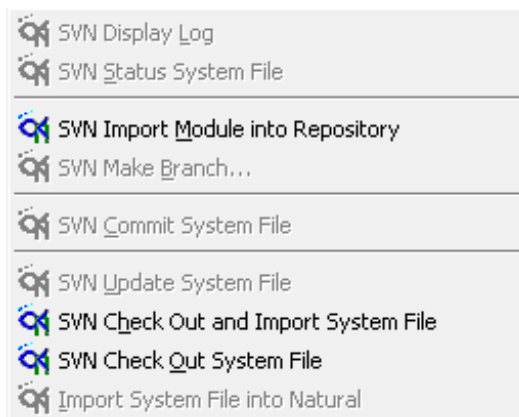 SVN Display Log
SVN Status System File
SVN Import Module into Repository
SVN Make Branch...
SVN Commit System File
SVN Update System File
SVN Check Out and Import System File
SVN Check Out System File
Import System File into Natural